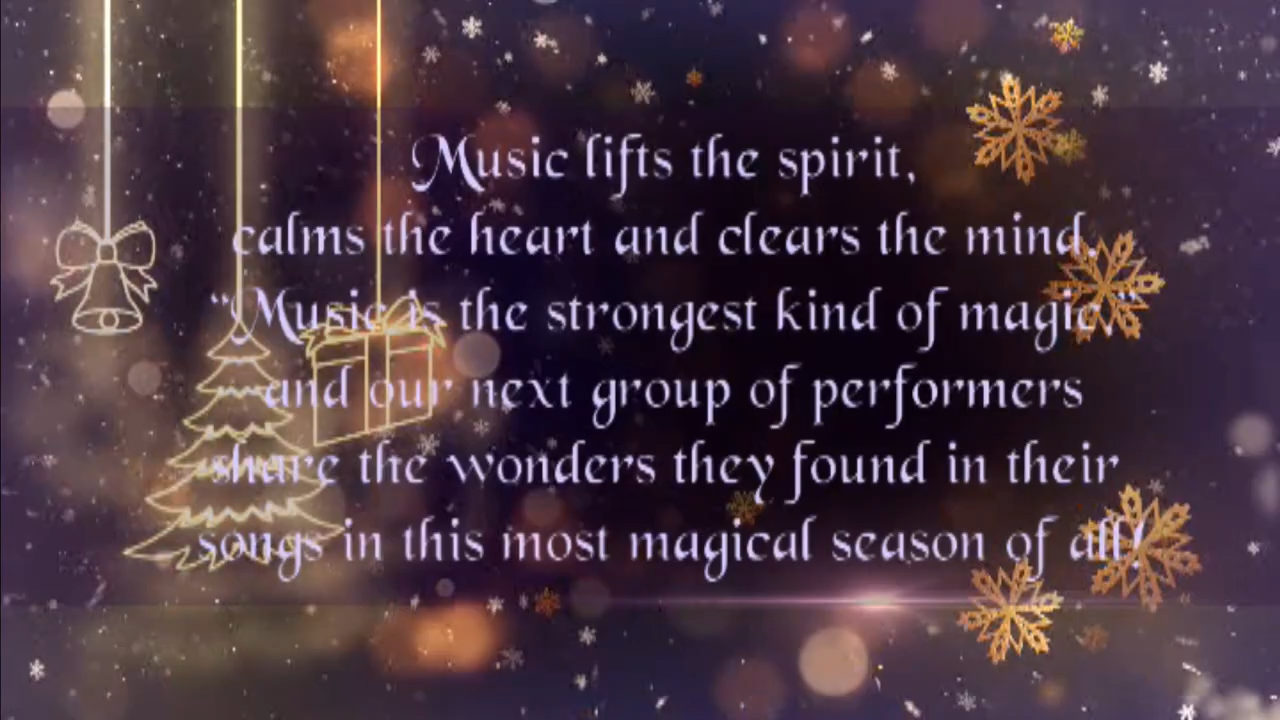 Music lifts the spirit,
calms the heart and clears the mind.
“Music is the strongest kind of magic,”
and our next group of performers
share the wonders they found in their
songs in this most magical season of all!